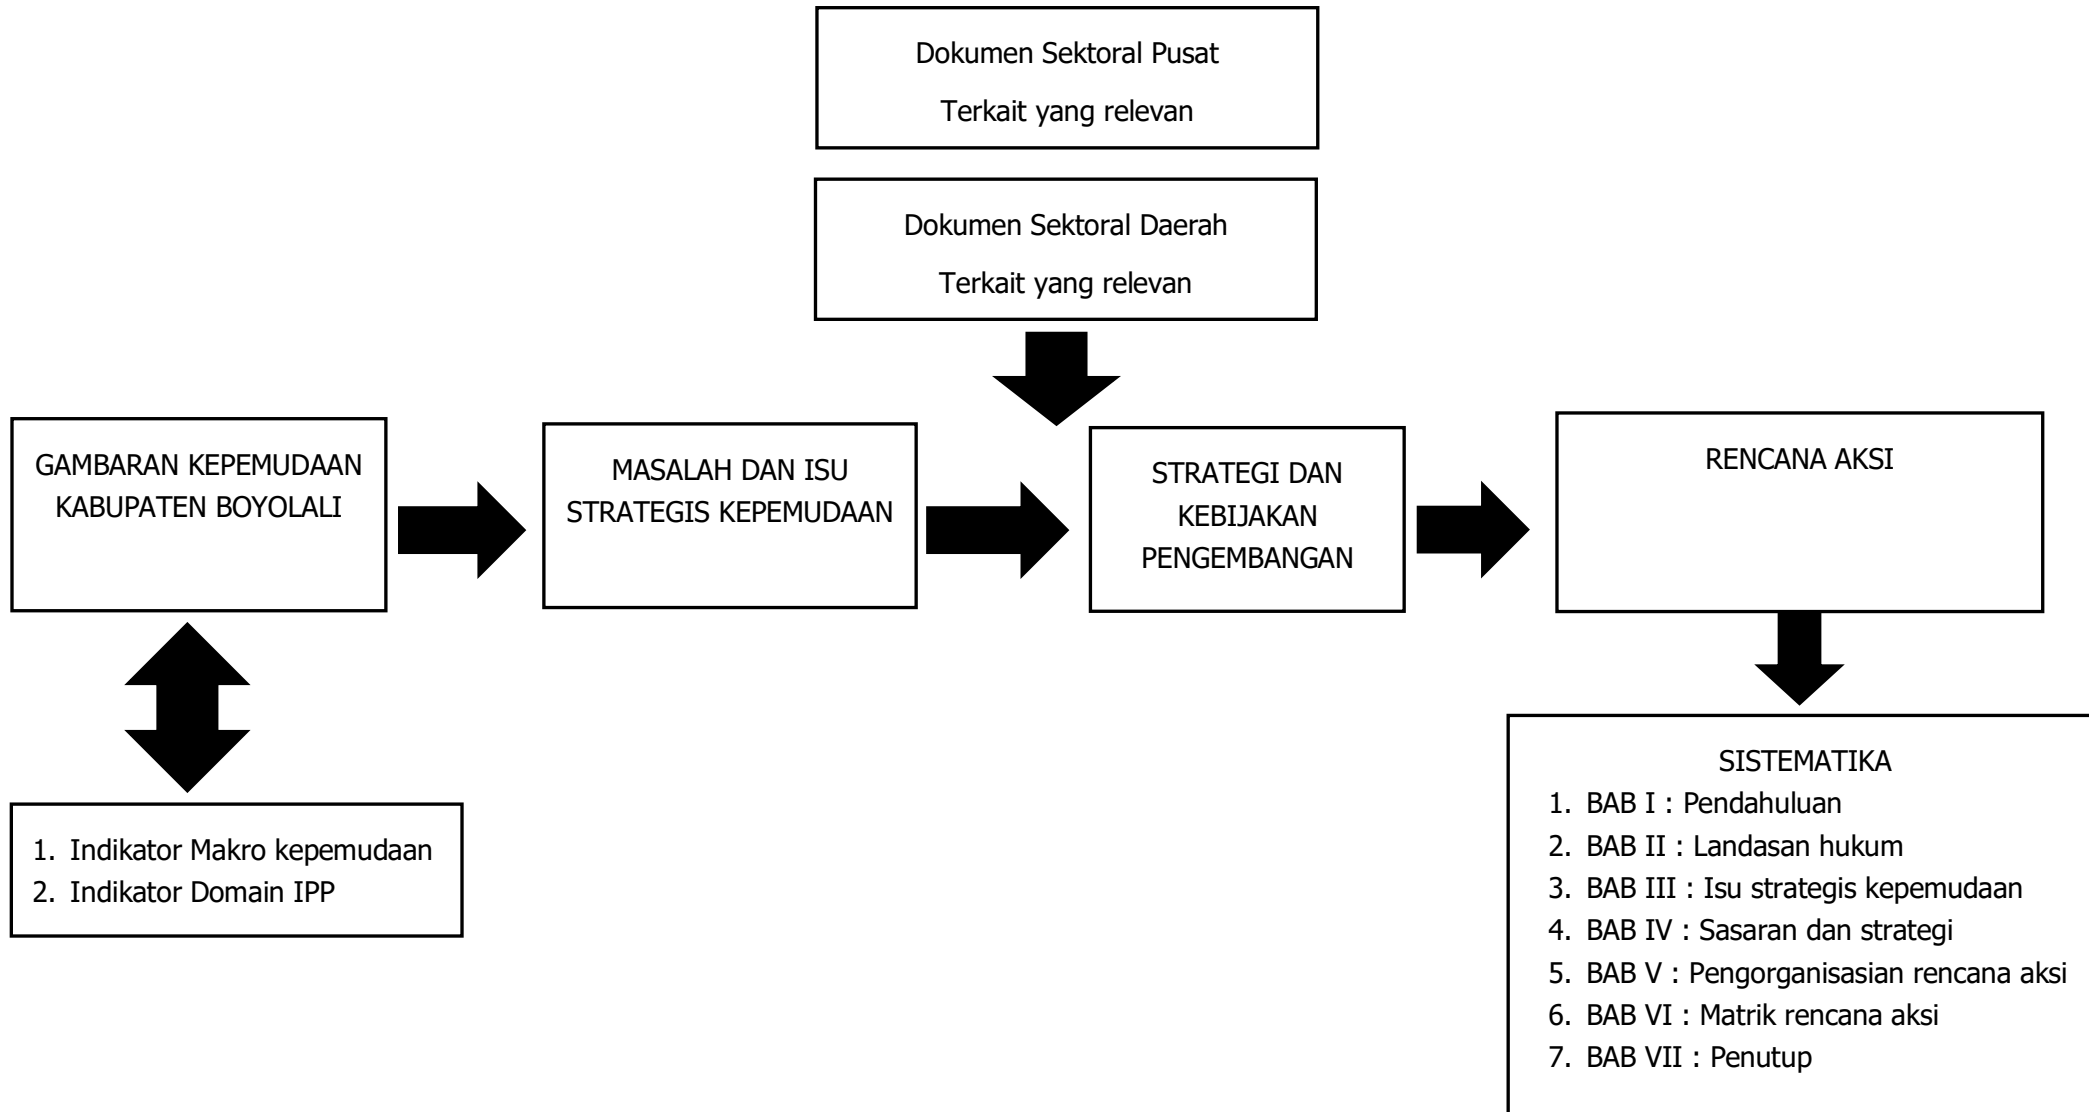 Dokumen Sektoral Pusat
Terkait yang relevan
Dokumen Sektoral Daerah
Terkait yang relevan
GAMBARAN KEPEMUDAAN
KABUPATEN BOYOLALI
MASALAH DAN ISU
STRATEGIS KEPEMUDAAN
STRATEGI DAN
KEBIJAKAN
PENGEMBANGAN
RENCANA AKSI
1. Indikator Makro kepemudaan
2. Indikator Domain IPP
SISTEMATIKA
1. BAB I : Pendahuluan
2. BAB II : Landasan hukum
3. BAB III : Isu strategis kepemudaan
4. BAB IV : Sasaran dan strategi
5. BAB V : Pengorganisasian rencana aksi
6. BAB VI : Matrik rencana aksi
7. BAB VII : Penutup